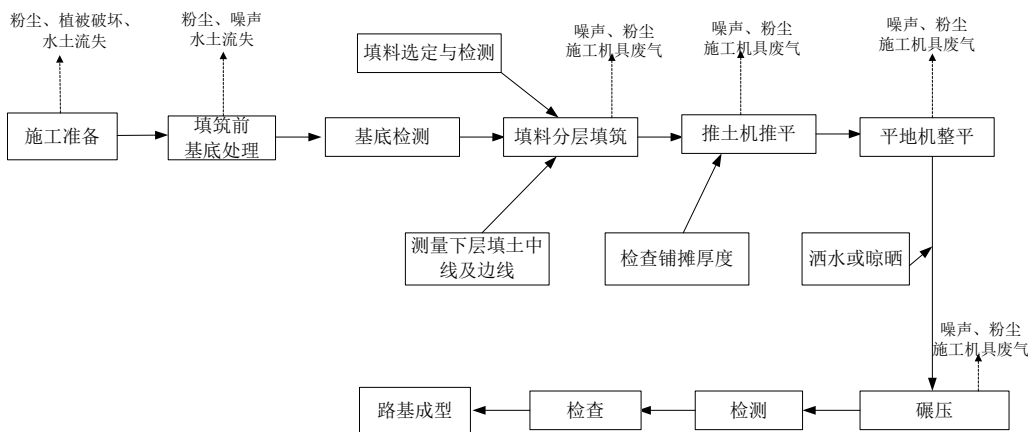 粉尘、植被破坏、
水土流失
粉尘、噪声
水土流失
噪声、粉尘
施工机具废气
噪声、粉尘
施工机具废气
噪声、粉尘
施工机具废气
填料选定与检测
施工准备
填筑前
基底处理
基底检测
填料分层填筑
推土机推平
平地机整平
测量下层填土中
线及边线
检查铺摊厚度
洒水或晾晒
噪声、粉尘
施工机具废气
路基成型
检查
检测
碾压